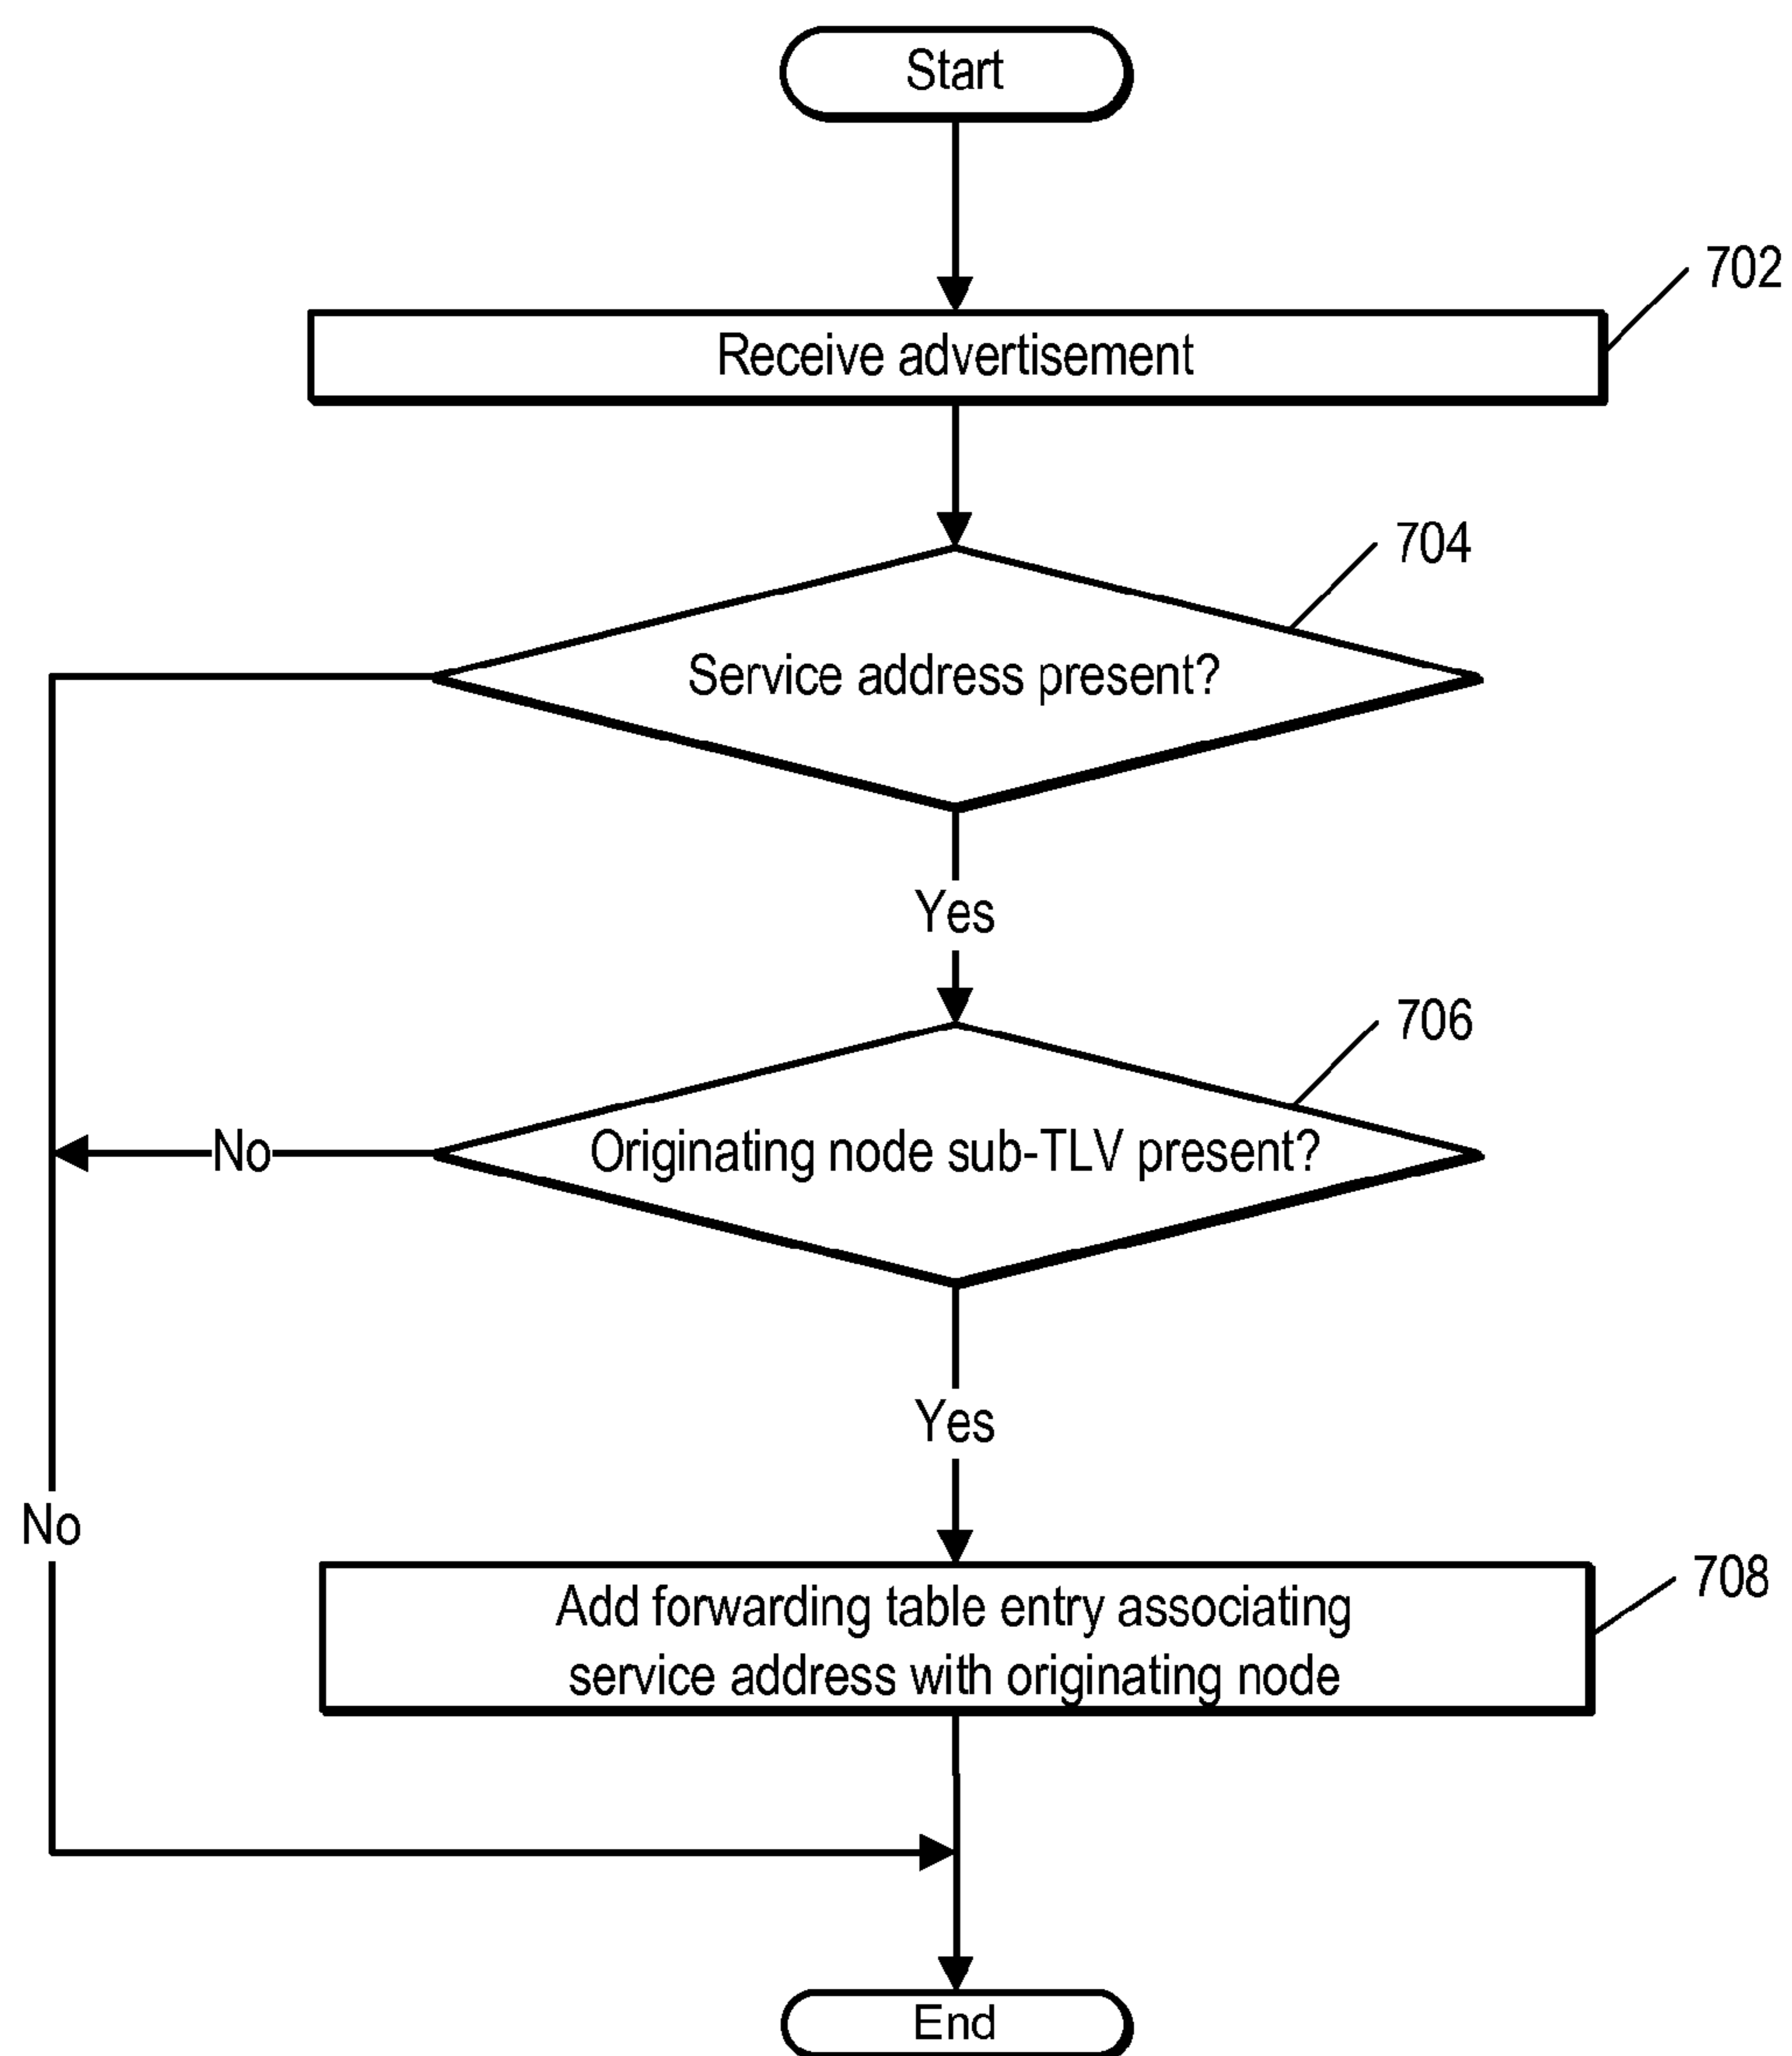 Start
702
Receive advertisement
704
Service address present?
Yes
706
Originating node sub-TLV present?
No
Yes
No
708
Add forwarding table entry associating
service address with originating node
End